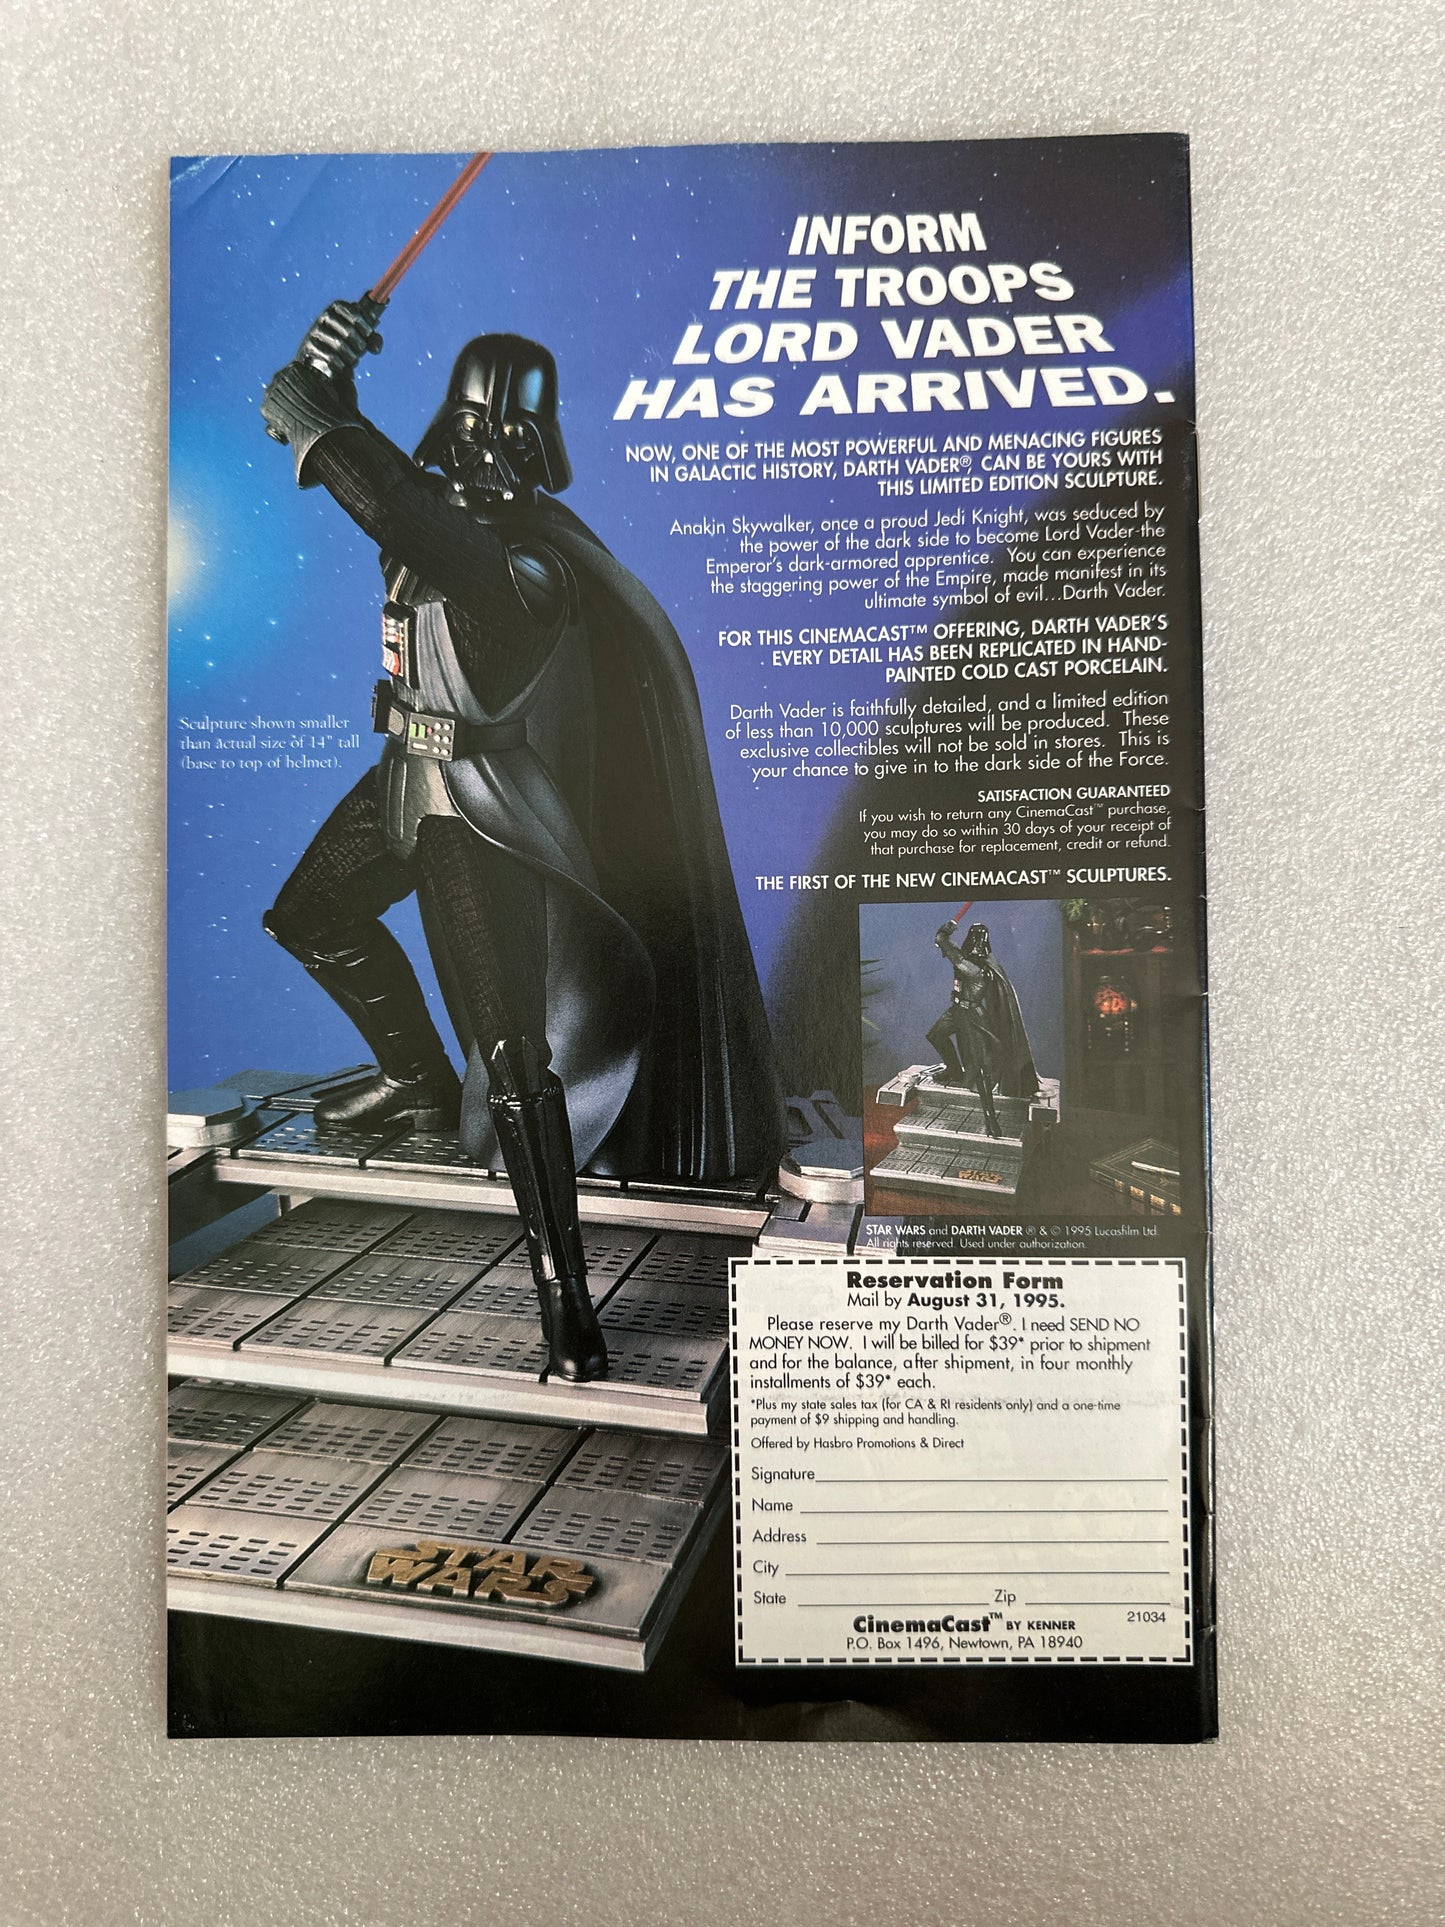 INFORM
THE TROOPS
LORD VADER
HAS ARRIVED.
NOW, ONE OF THE MOST POWERFUL AND MENACING FIGURES
IN GALACTIC HISTORY, DARTH VADER®, CAN BE YOURS WITH
THIS LIMITED EDITION SCULPTURE.
Anakin Skywalker, once a proud Jedi Knight, was seduced by
the power of the dark side to become Lord Vader-the
Emperor's dark-armored apprentice. You can experience
the staggering power of the Empire, made manifest in its
ultimate symbol of evil...Darth Vader.
FOR THIS CINEMACAST™ OFFERING, DARTH VADER'S
EVERY DETAIL HAS BEEN REPLICATED IN HAND-
PAINTED COLD CAST PORCELAIN.
Darth Vader is faithfully detailed, and a limited edition
of less than 10,000 sculptures will be produced. These
exclusive collectibles will not be sold in stores. This is
your chance to give in to the dark side of the Force.
SATISFACTION GUARANTEED
If you wish to return any CinemaCast™ purchase,
you may do so within 30 days of your receipt of
that purchase for replacement, credit or refund.
THE FIRST OF THE NEW CINEMACAST™ SCULPTURES.
Sculpture shown smaller
than actual size of 14" tall
(base to top of helmet).
STAR WARS
STAR WARS and DARTH VADER ® & © 1995 Lucasfilm Ltd.
All rights reserved. Used under authorization.
STAR
WARS
Reservation Form
Mail by August 31, 1995.
Please reserve my Darth Vader®. I need SEND NO
MONEY NOW. I will be billed for $39* prior to shipment
and for the balance, after shipment, in four monthly
installments of $39* each.
*Plus my state sales tax (for CA & RI residents only) and a one-time
payment of $9 shipping and handling.
Offered by Hasbro Promotions & Direct
Signature
Name
Address
City
State Zip
CinemaCast™ BY KENNER 21034
P.O. Box 1496, Newtown, PA 18940